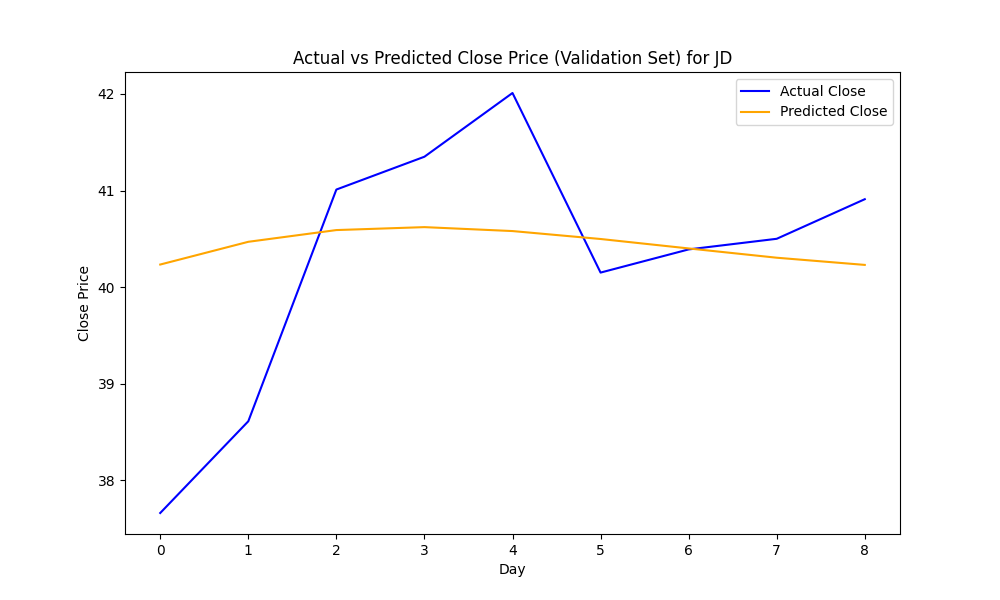 Actual vs Predicted Close Price (Validation Set) for JD
Actual Close
Predicted Close
Close Price
42
41
40
39
38
0 1 2 3 4 5 6 7 8
Day